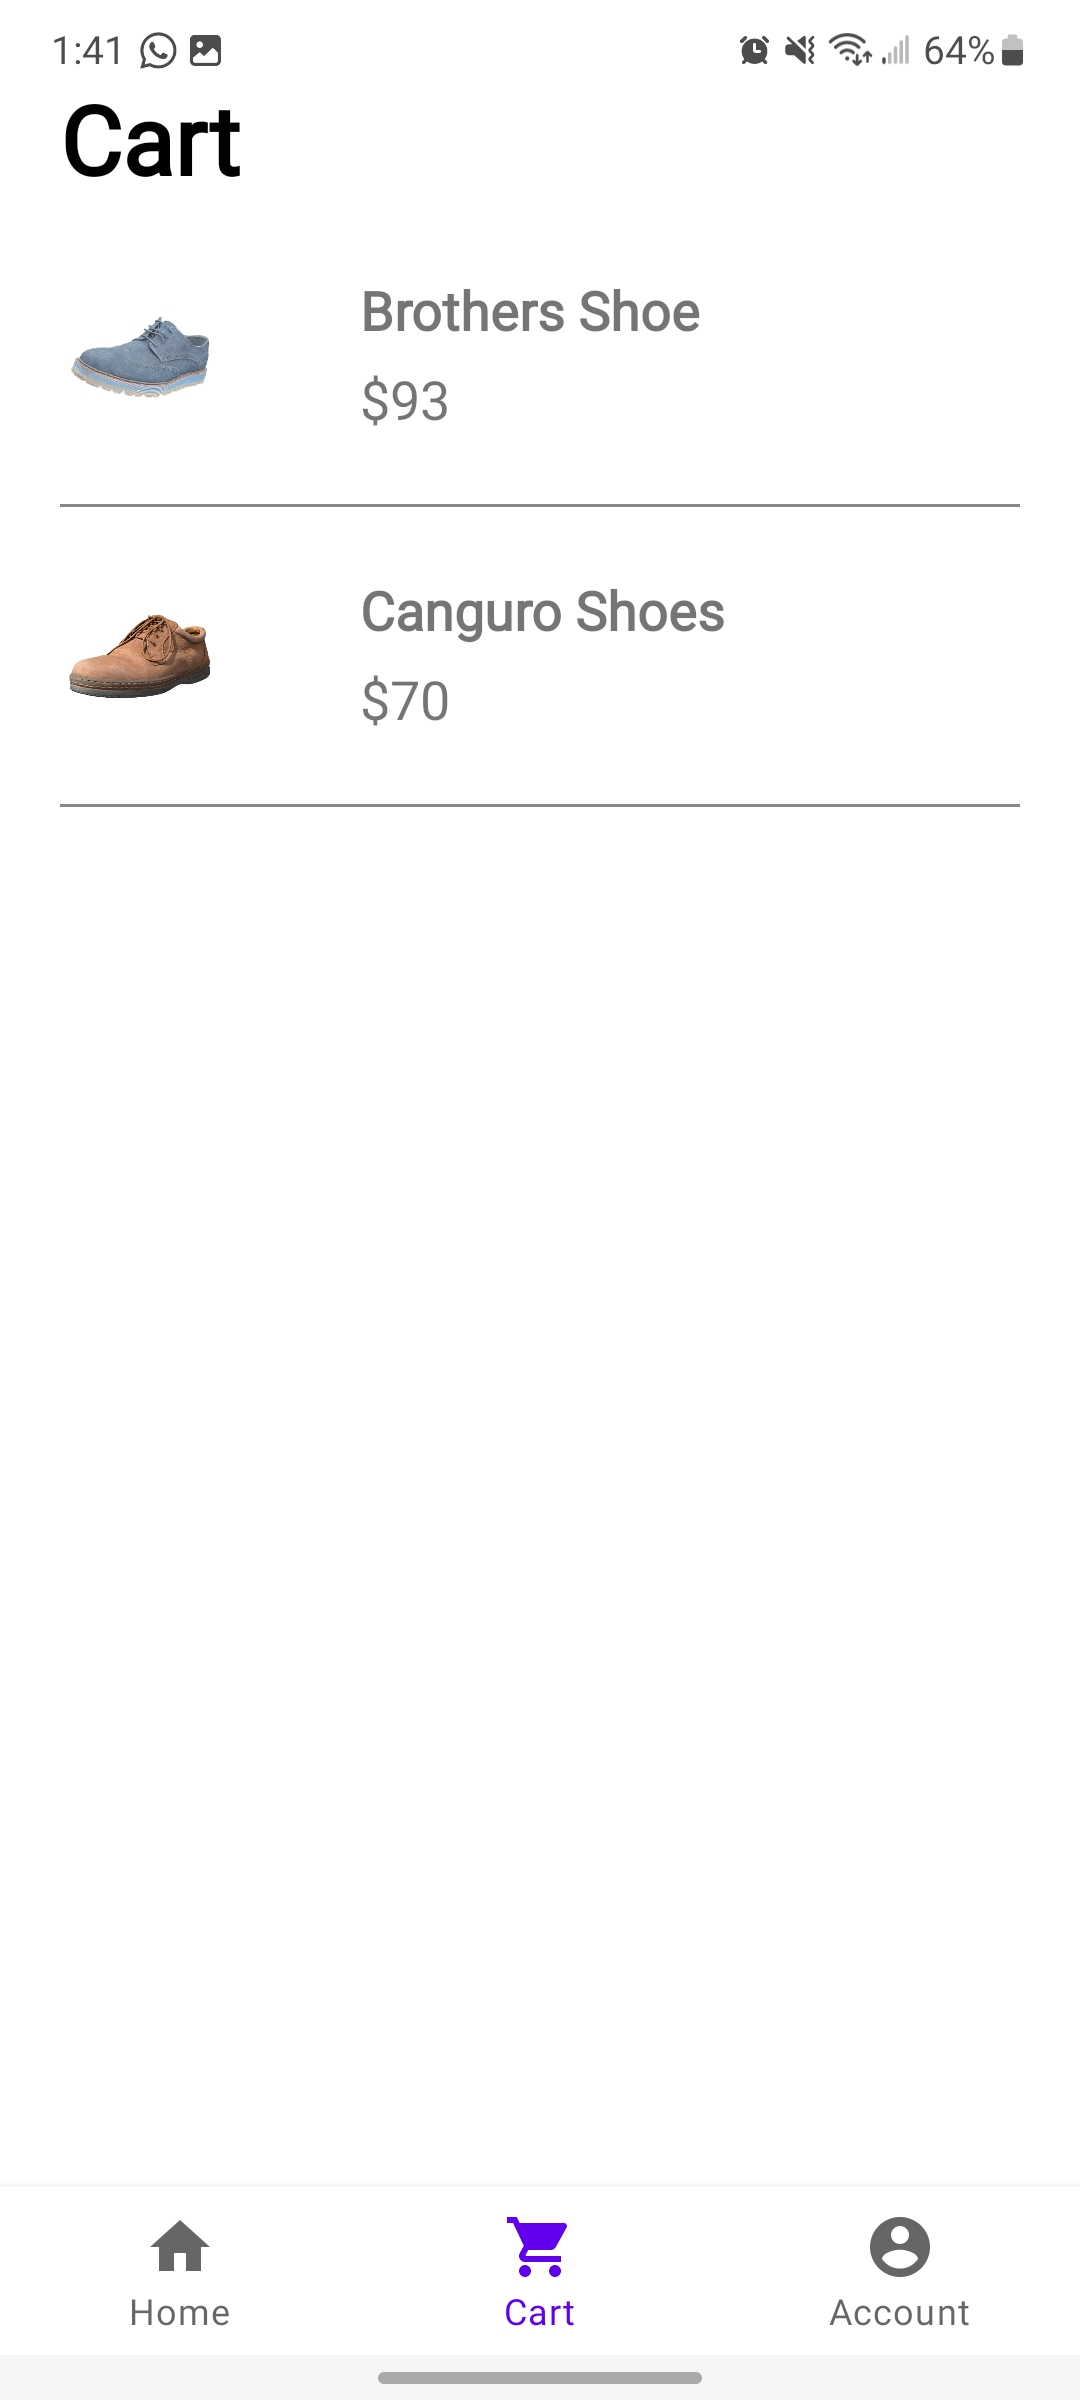 1:41 64%
Cart
Brothers Shoe
$93
Canguro Shoes
$70
Home Cart Account